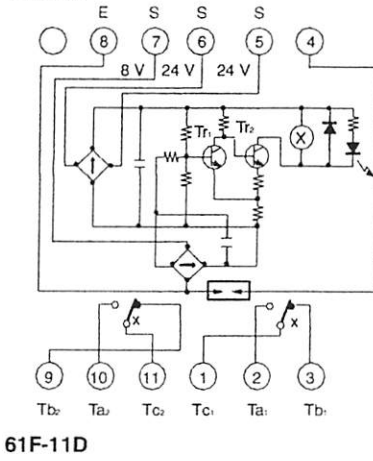 E S S S
8 7 6 5 4
8 V 24 V 24 V
Tr₁ Tr₂
X
x x
9 10 11 1 2 3
Tb₂ Ta₂ Tc₂ Tc₁ Ta₁ Tb₁
61F-11D